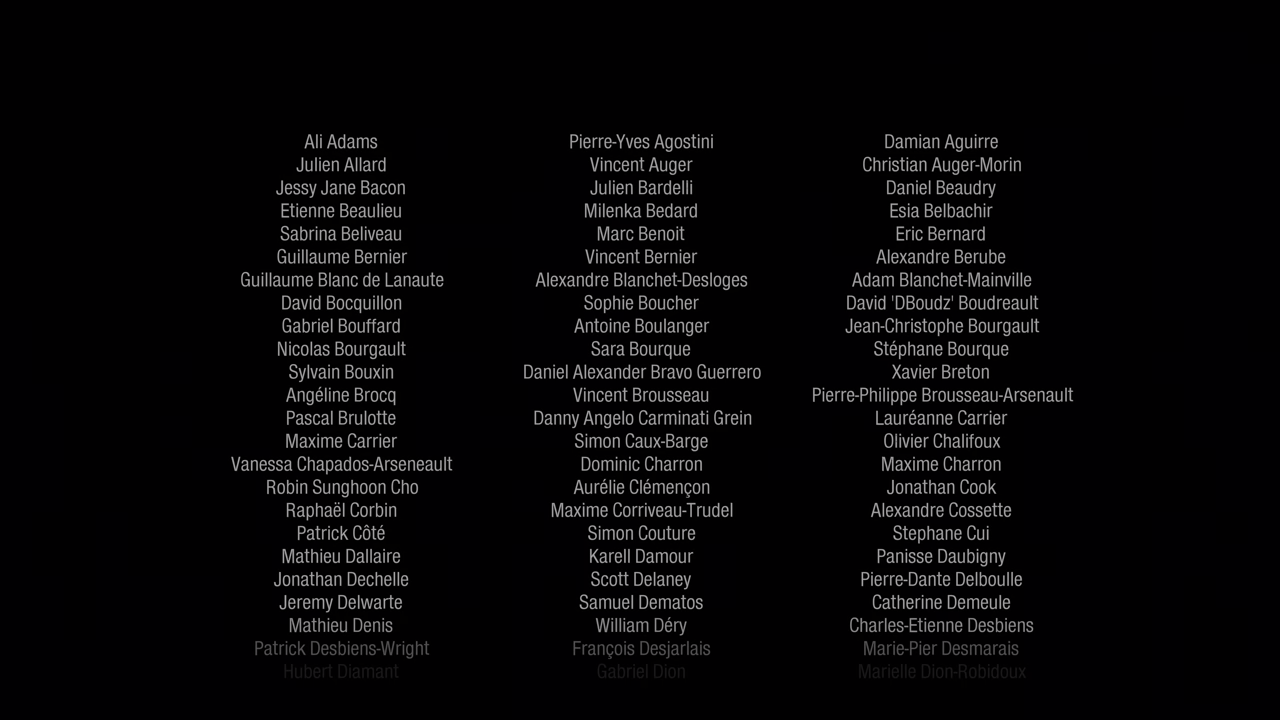 Ali Adams Pierre-Yves Agostini Damian Aguirre
Julien Allard Vincent Auger Christian Auger-Morin
Jessy Jane Bacon Julien Bardelli Daniel Beaudry
Etienne Beaulieu Milenka Bedard Esia Belbachir
Sabrina Beliveau Marc Benoit Eric Bernard
Guillaume Bernier Vincent Bernier Alexandre Berube
Guillaume Blanc de Lanaute Alexandre Blanchet-Desloges Adam Blanchet-Mainville
David Bocquillon Sophie Boucher David 'DBoudz' Boudreault
Gabriel Bouffard Antoine Boulanger Jean-Christophe Bourgault
Nicolas Bourgault Sara Bourque Stéphane Bourque
Sylvain Bouxin Daniel Alexander Bravo Guerrero Xavier Breton
Angéline Brocq Vincent Brousseau Pierre-Philippe Brousseau-Arsenault
Pascal Brulotte Danny Angelo Carminati Grein Lauréanne Carrier
Maxime Carrier Simon Caux-Barge Olivier Chalifoux
Vanessa Chapados-Arseneault Dominic Charron Maxime Charron
Robin Sunghoon Cho Aurélie Clémençon Jonathan Cook
Raphaël Corbin Maxime Corriveau-Trudel Alexandre Cossette
Patrick Côté Simon Couture Stephane Cui
Mathieu Dallaire Karell Damour Panisse Daubigny
Jonathan Dechelle Scott Delaney Pierre-Dante Delboulle
Jeremy Delwarte Samuel Dematos Catherine Demeule
Mathieu Denis William Déry Charles-Etienne Desbiens
Patrick Desbiens-Wright François Desjarlais Marie-Pier Desmarais
Hubert Diamant Gabriel Dion Marielle Dion-Robidoux